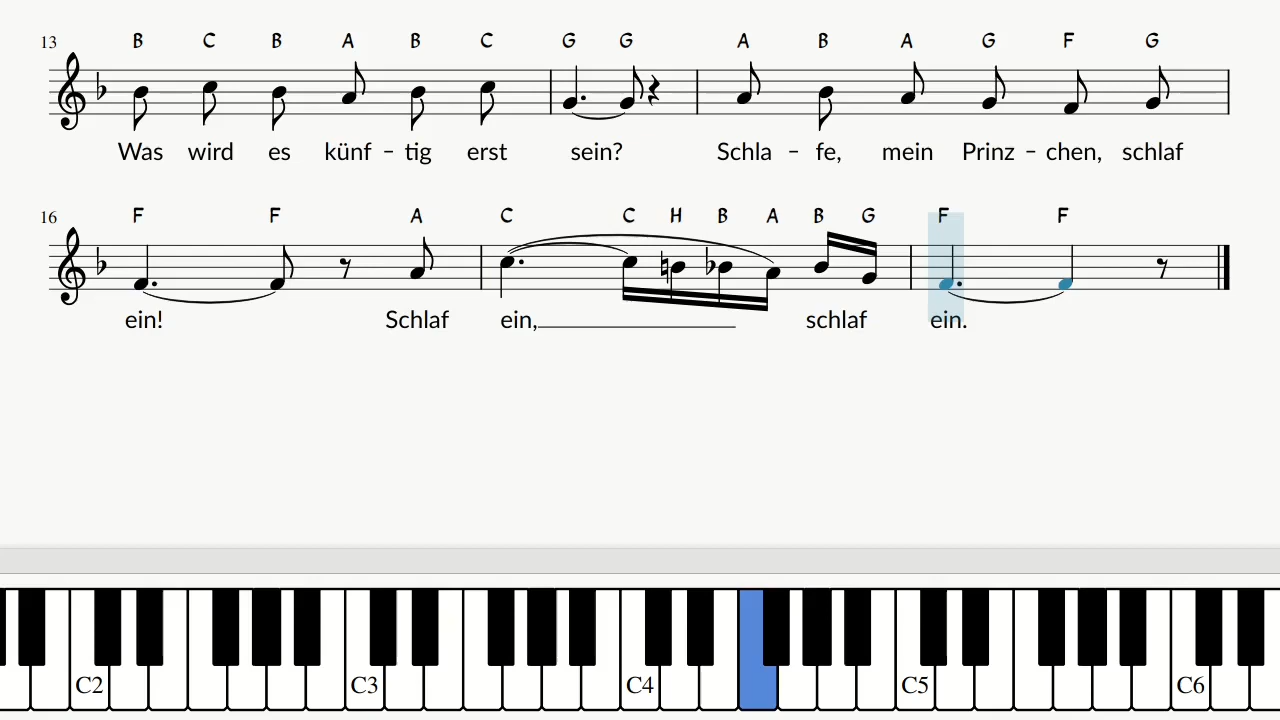 13 B C B A B C G G A B A G F G
Was wird es künf – tig erst sein? Schla – fe, mein Prinz – chen, schlaf
16 F F A C C H B A B G F F
ein! Schlaf ein, schlaf ein.
C2 C3 C4 C5 C6